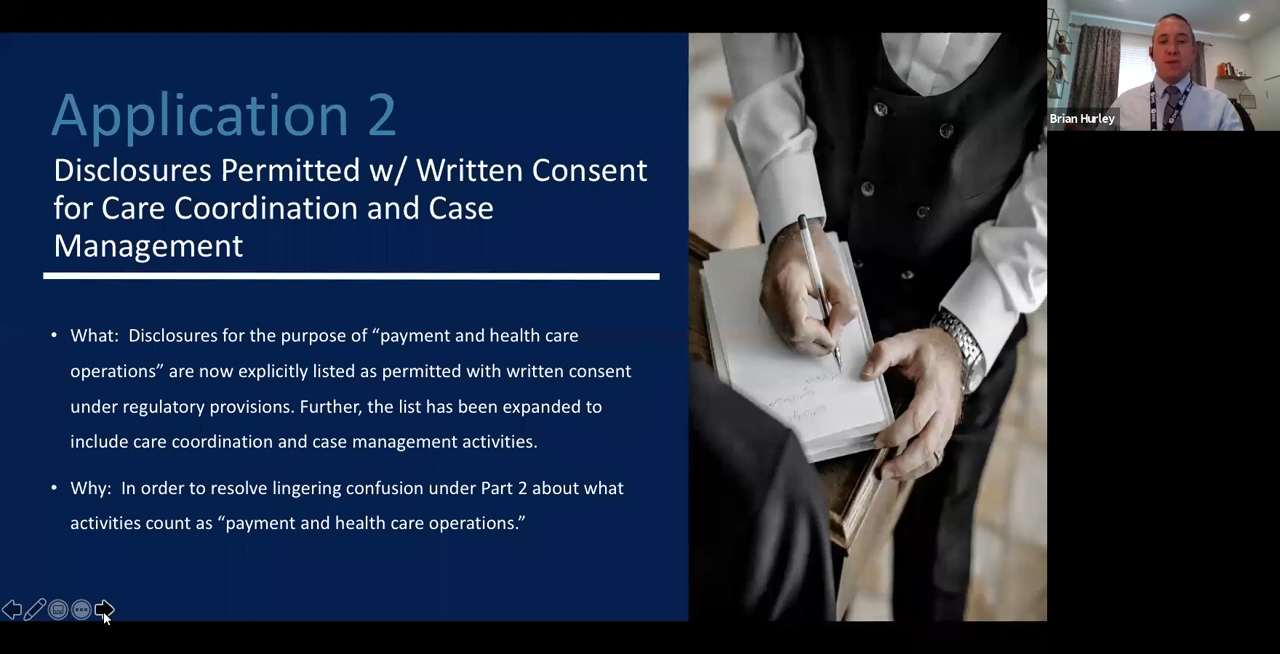 Application 2
Disclosures Permitted w/ Written Consent
for Care Coordination and Case
Management
• What:  Disclosures for the purpose of “payment and health care
operations” are now explicitly listed as permitted with written consent
under regulatory provisions. Further, the list has been expanded to
include care coordination and case management activities.
• Why:  In order to resolve lingering confusion under Part 2 about what
activities count as “payment and health care operations.”
Brian Hurley